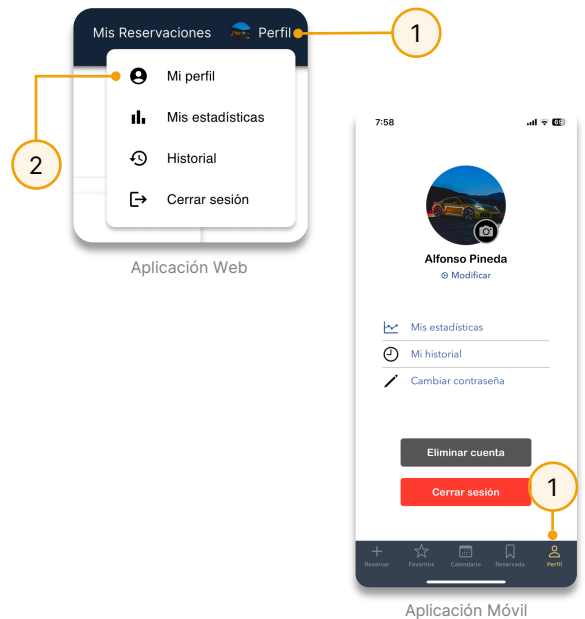 Mis Reservaciones Perfil
1
Mi perfil
Mis estadísticas
2
Historial
Cerrar sesión
Aplicación Web
7:58
68
Alfonso Pineda
Modificar
Mis estadísticas
Mi historial
Cambiar contraseña
Eliminar cuenta
Cerrar sesión
1
Reservar Favoritos Calendario Reservado Perfil
Aplicación Móvil